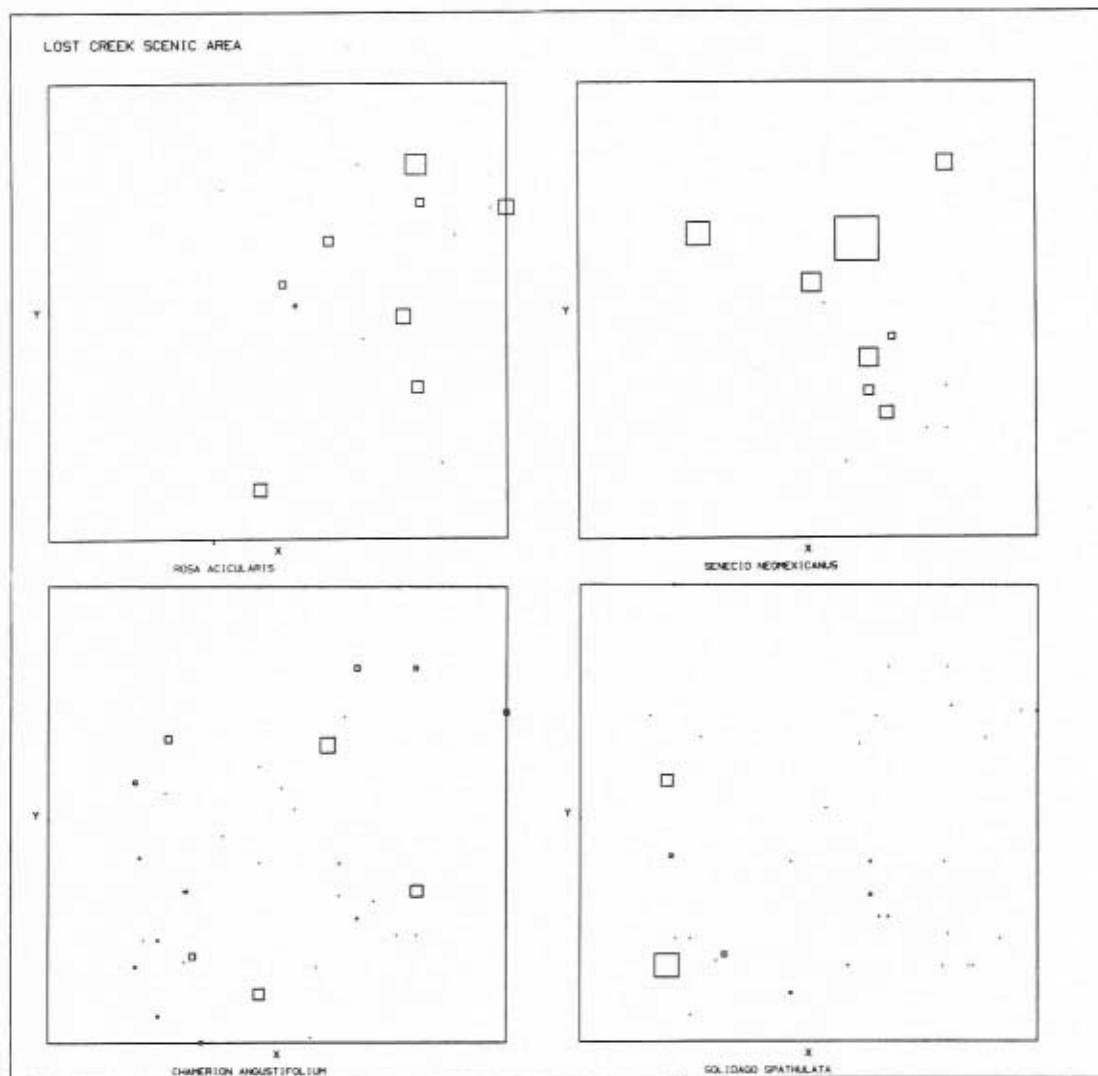 LOST CREEK SCENIC AREA
Y
X
ROSA ACICULARIS
Y
X
SENECIO NEOMEXICANUS
Y
X
CHAMERION ANGUSTIFOLIUM
Y
X
SOLIDAGO SPATHULATA